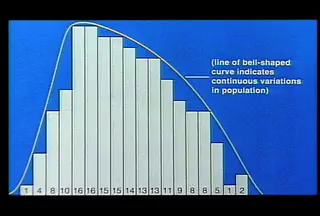 (line of bell-shaped
curve indicates
continuous variations
in population)
1 4 8 10 16 16 15 15 14 13 13 11 9 8 8 5 1 2